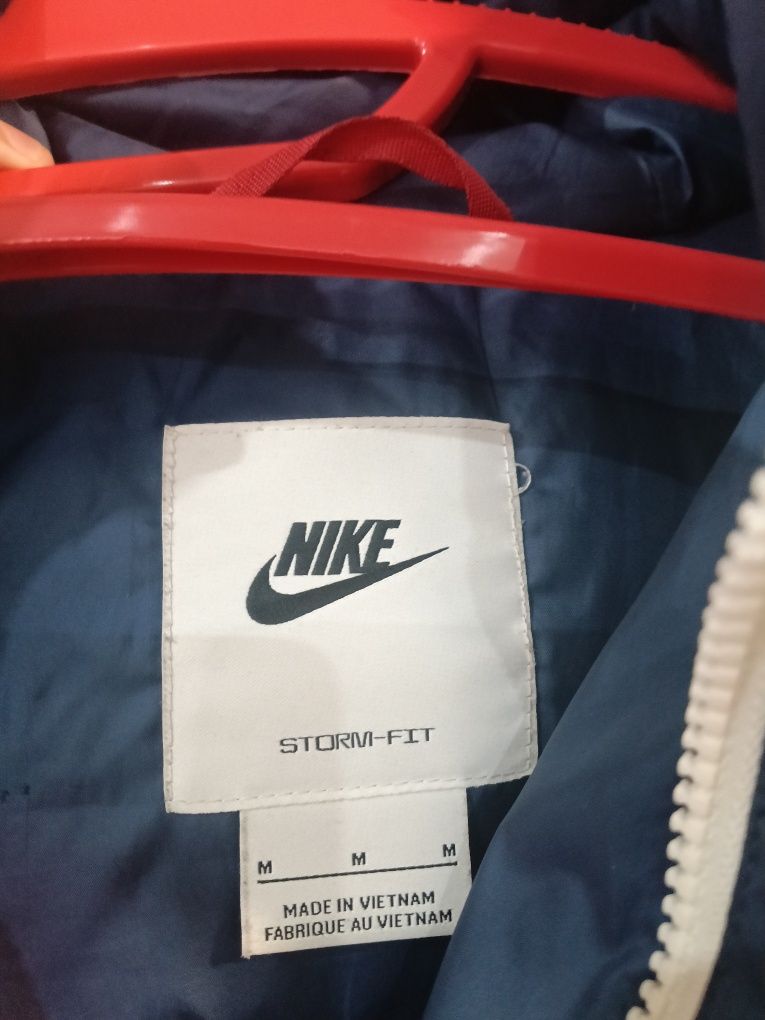 NIKE
STORM-FIT
M M M
MADE IN VIETNAM
FABRIQUE AU VIETNAM